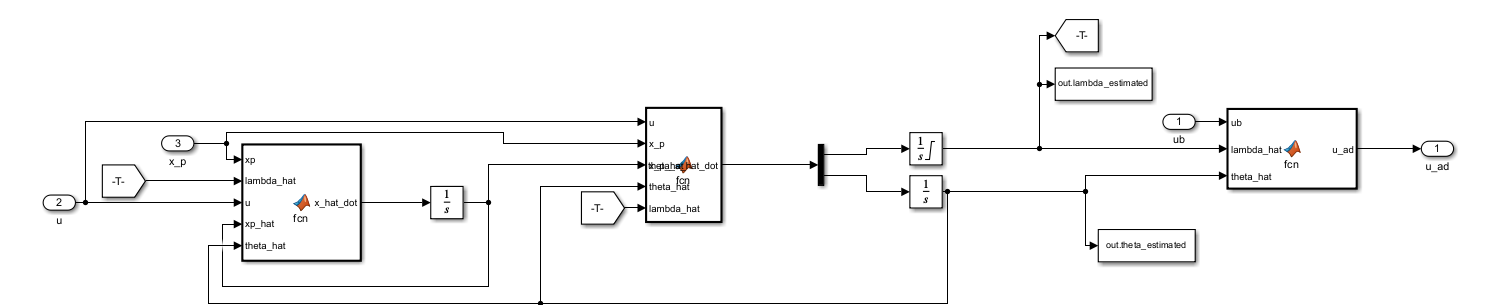 -T-
out.lambda_estimated
u
1
ub
ub
3
x_p
x_p
xp
lambda_hat
fcn
u_ad
1
u_ad
-T-
lambda_hat
fcn
theta_hat
theta_hat
2
u
u
x_hat_dot
fcn
1
s
-T-
lambda_hat
1
s
1
s
xp_hat
theta_hat
out.theta_estimated